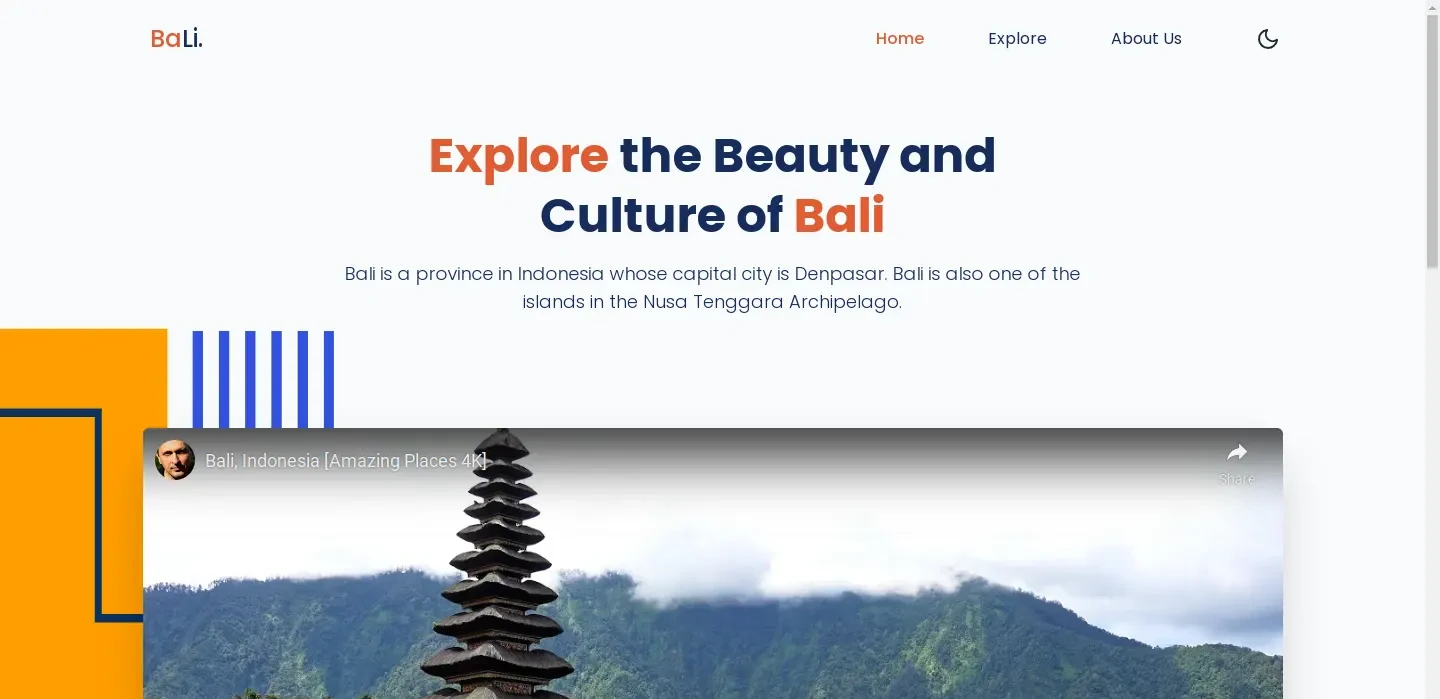 BaLi.
Home
Explore
About Us
Explore the Beauty and
Culture of Bali
Bali is a province in Indonesia whose capital city is Denpasar. Bali is also one of the
islands in the Nusa Tenggara Archipelago.
Bali, Indonesia [Amazing Places 4K]
Share